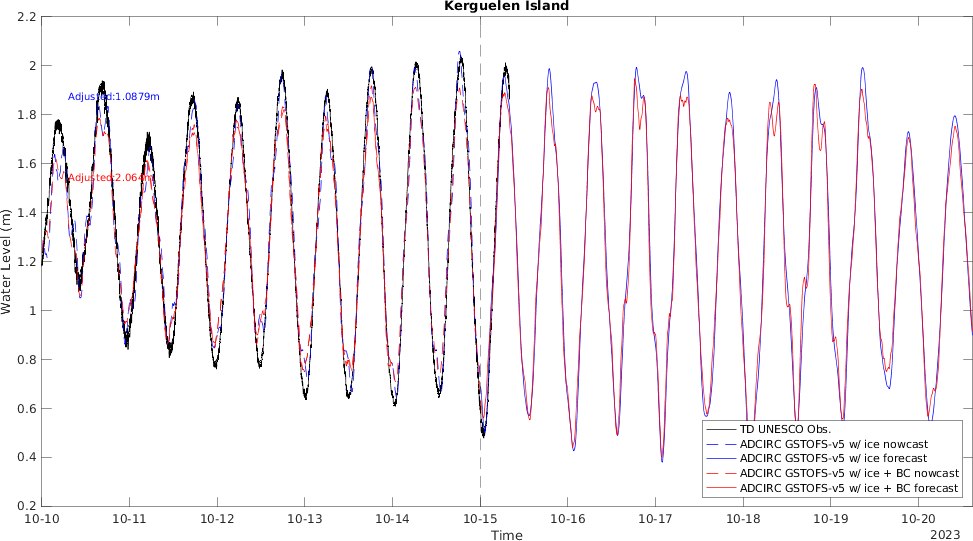 Kerguelen Island
2.2
2
1.8
1.6
1.4
1.2
1
0.8
0.6
0.4
0.2
Water Level (m)
Adjusted:1.0879m
Adjusted:2.064m
TD UNESCO Obs.
ADCIRC GSTOFS-v5 w/ ice nowcast
ADCIRC GSTOFS-v5 w/ ice forecast
ADCIRC GSTOFS-v5 w/ ice + BC nowcast
ADCIRC GSTOFS-v5 w/ ice + BC forecast
10-10 10-11 10-12 10-13 10-14 10-15 10-16 10-17 10-18 10-19 10-20
Time
2023